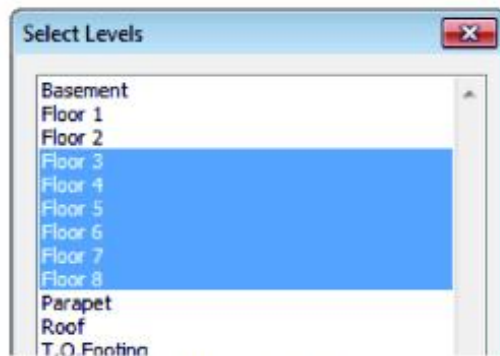 Select Levels
Basement
Floor 1
Floor 2
Floor 3
Floor 4
Floor 5
Floor 6
Floor 7
Floor 8
Parapet
Roof
T.O.Footing